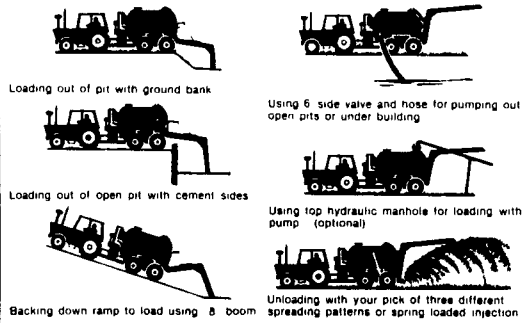 Loading out of pit with ground bank
Loading out of open pit with cement sides
Backing down ramp to load using 8 boom
Using 6 side valve and hose for pumping out
open pits or under building
Using top hydraulic manhole for loading with
pump (optional)
Unloading with your pick of three different
spreading patterns or spring loaded injection